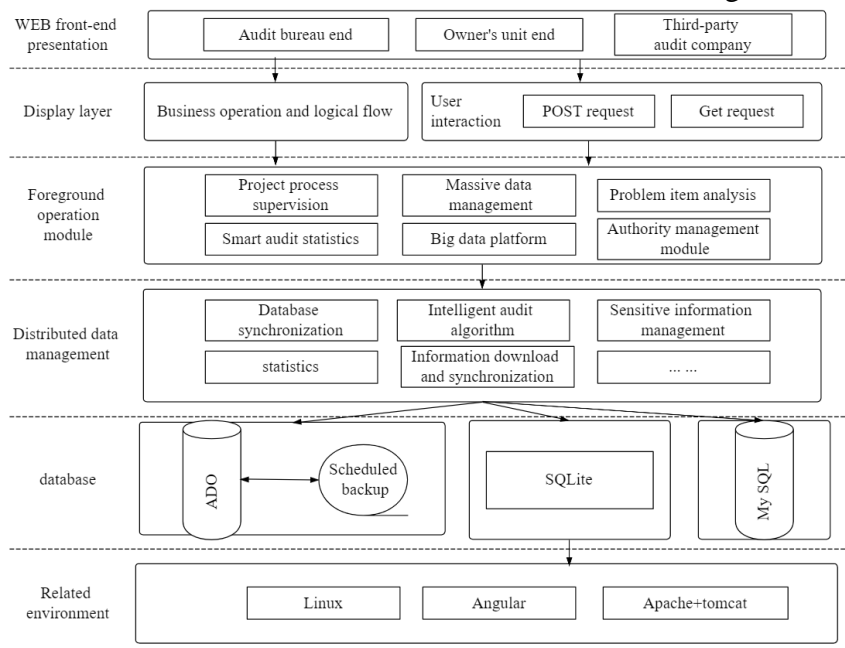 WEB front-end
presentation
Audit bureau end
Owner's unit end
Third-party
audit company
Display layer
Business operation and logical flow
User
interaction
POST request
Get request
Foreground
operation
module
Project process
supervision
Massive data
management
Problem item analysis
Smart audit statistics
Big data platform
Authority management
module
Distributed data
management
Database
synchronization
Intelligent audit
algorithm
Sensitive information
management
statistics
Information download
and synchronization
... ...
database
ADO
Scheduled
backup
SQLite
My SQL
Related
environment
Linux
Angular
Apache+tomcat